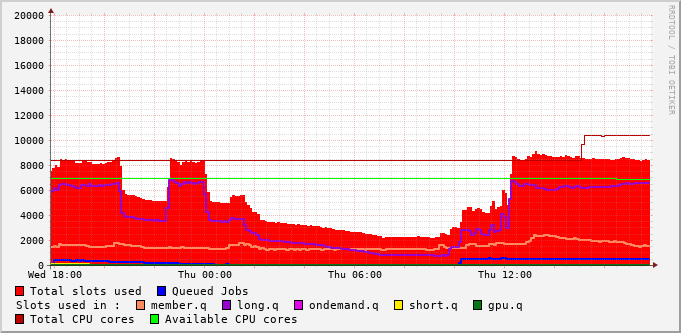 20000
18000
16000
14000
12000
10000
8000
6000
4000
2000
0
Wed 18:00 Thu 00:00 Thu 06:00 Thu 12:00
RRDTOOL / TOBI OETIKER
Total slots used Queued Jobs
Slots used in : member.q long.q ondemand.q short.q gpu.q
Total CPU cores Available CPU cores